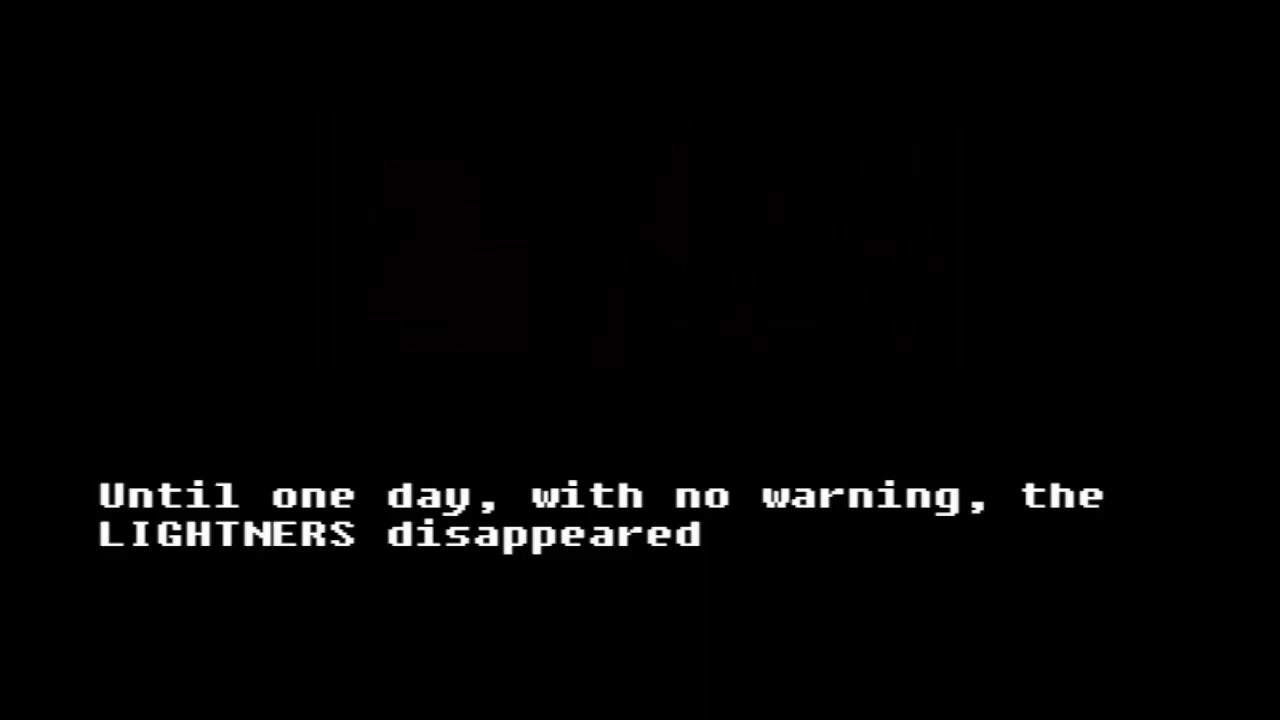 Until one day, with no warning, the
LIGHTNERS disappeared